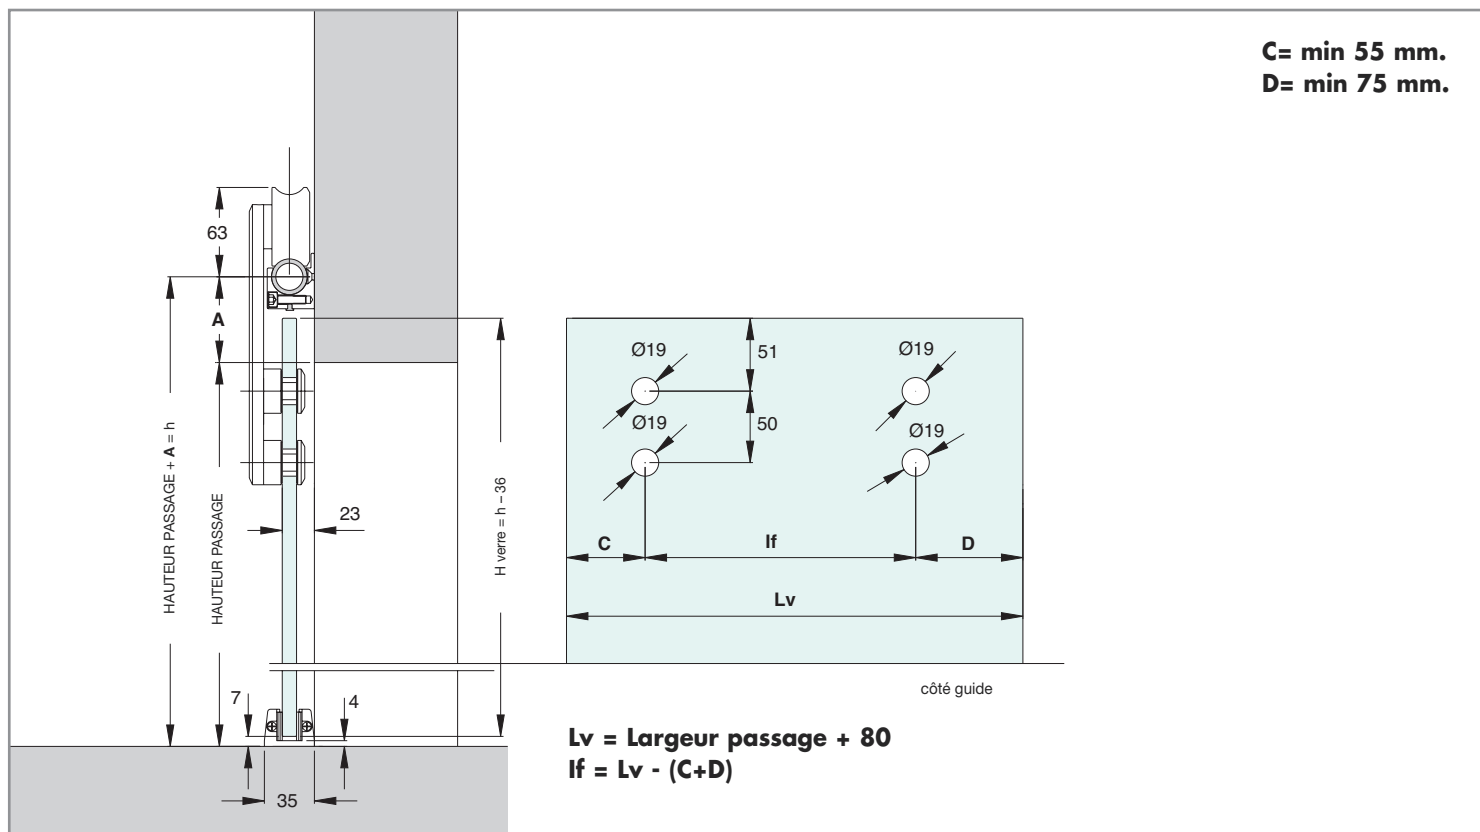 C= min 55 mm.
D= min 75 mm.
63
A
HAUTEUR PASSAGE + A = h
HAUTEUR PASSAGE
23
H verre = h – 36
7
4
35
Ø19
51
Ø19
Ø19
50
Ø19
C
If
D
Lv
côté guide
Lv = Largeur passage + 80
If = Lv - (C+D)